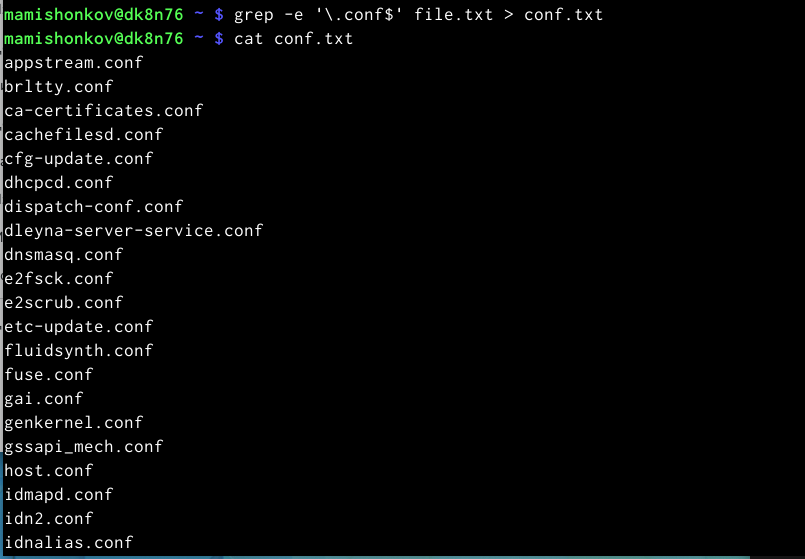 mamishonkov@dk8n76 ~ $ grep -e '\.conf$' file.txt > conf.txt
mamishonkov@dk8n76 ~ $ cat conf.txt
appstream.conf
brltty.conf
ca-certificates.conf
cachefilesd.conf
cfg-update.conf
dhcpcd.conf
dispatch-conf.conf
dleyna-server-service.conf
dnsmasq.conf
e2fsck.conf
e2scrub.conf
etc-update.conf
fluidsynth.conf
fuse.conf
gai.conf
genkernel.conf
gssapi_mech.conf
host.conf
idmapd.conf
idn2.conf
idnalias.conf